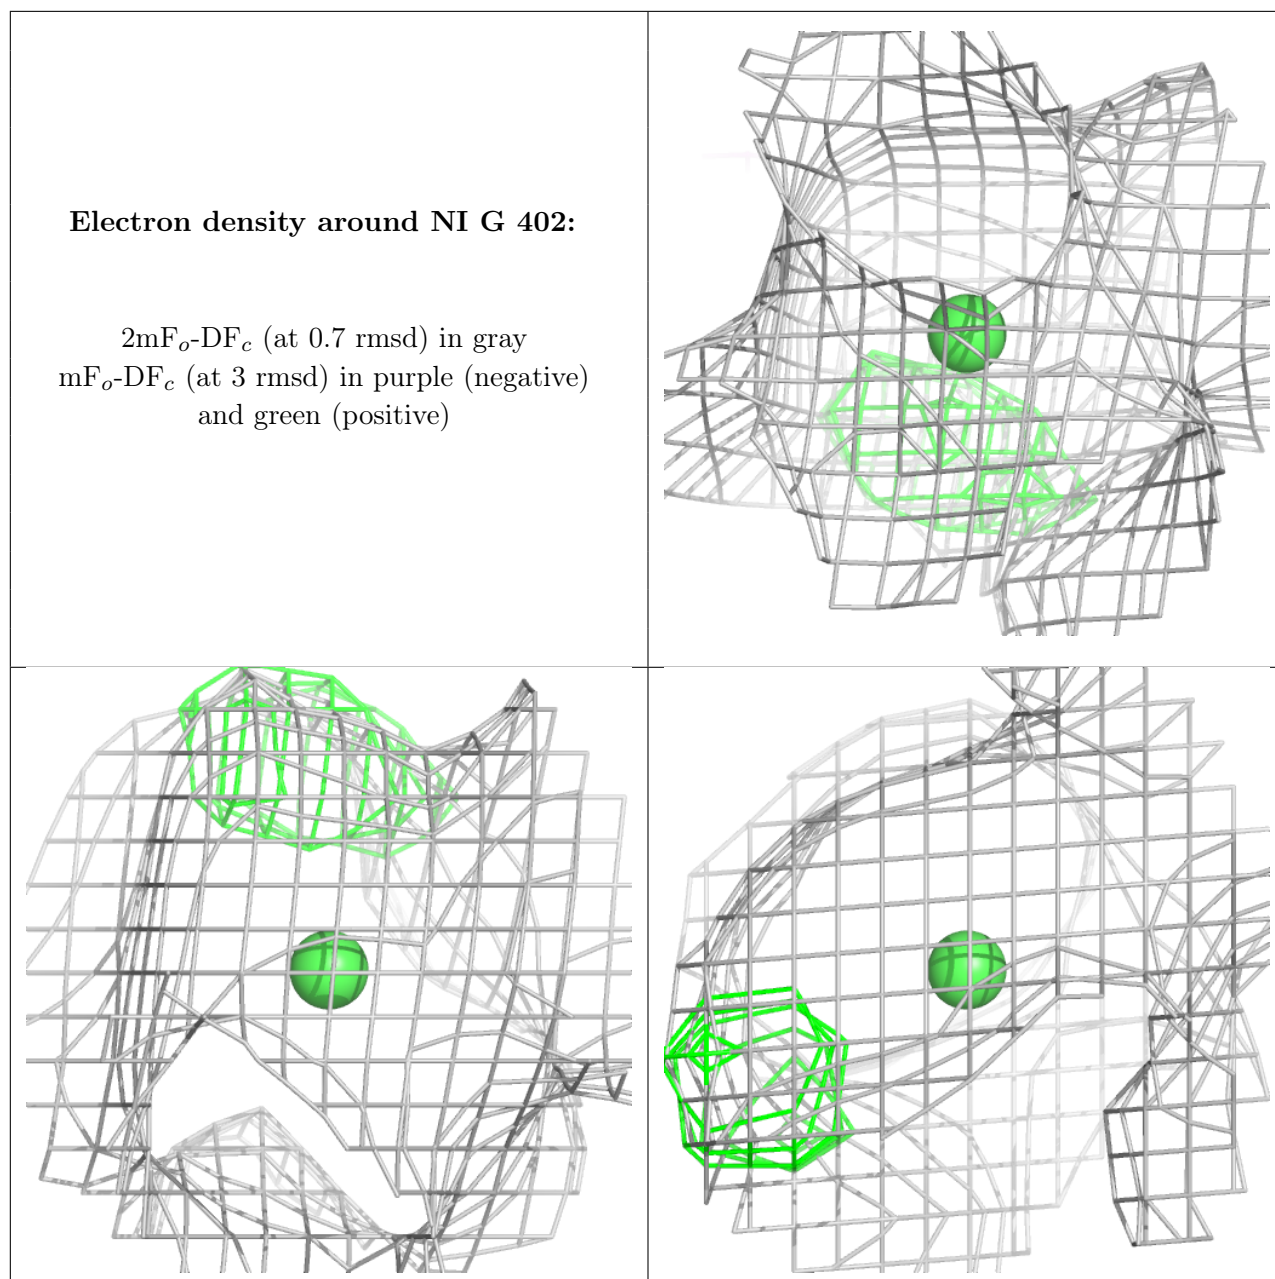 Electron density around NI G 402:
2mFo-DFc (at 0.7 rmsd) in gray
mFo-DFc (at 3 rmsd) in purple (negative)
and green (positive)